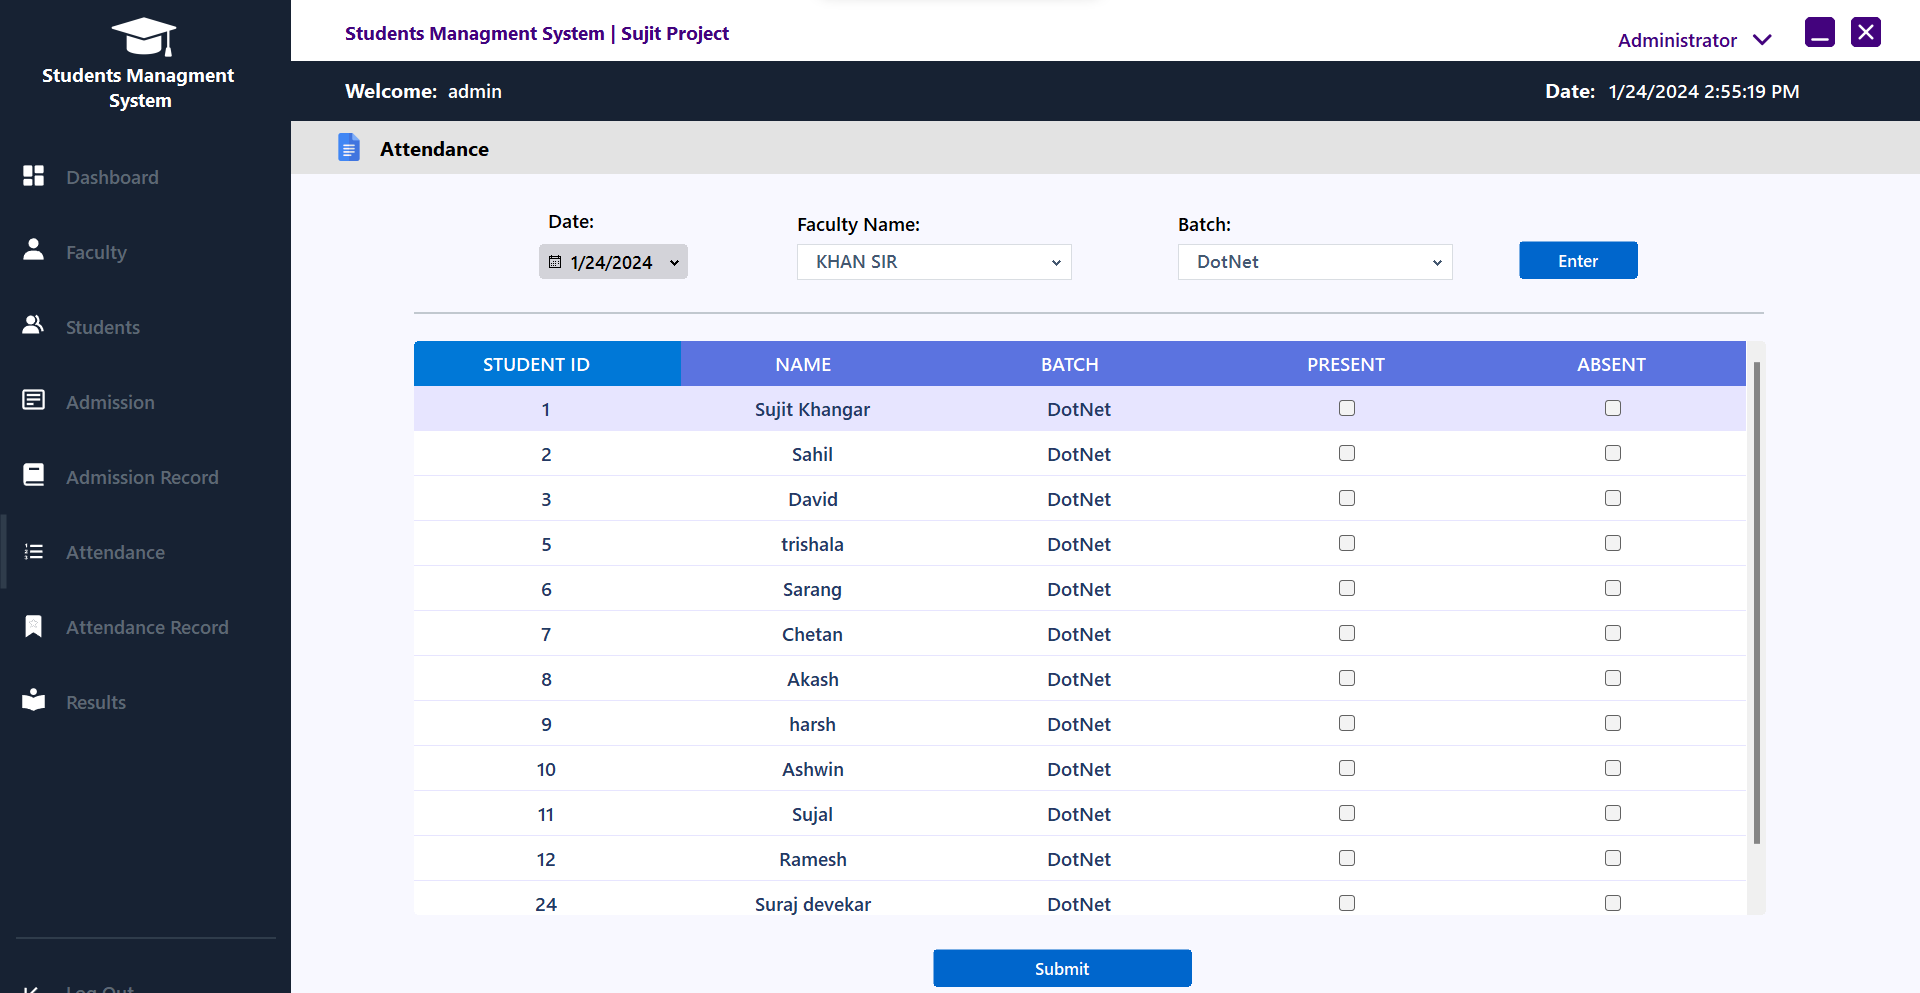 Students Managment
System
Dashboard
Faculty
Students
Admission
Admission Record
Attendance
Attendance Record
Results
Log Out
Students Managment System | Sujit Project
Administrator
Welcome: admin
Date: 1/24/2024 2:55:19 PM
Attendance
Date:
Faculty Name:
Batch:
1/24/2024
KHAN SIR
DotNet
Enter
STUDENT ID NAME BATCH PRESENT ABSENT
1 Sujit Khangar DotNet
2 Sahil DotNet
3 David DotNet
5 trishala DotNet
6 Sarang DotNet
7 Chetan DotNet
8 Akash DotNet
9 harsh DotNet
10 Ashwin DotNet
11 Sujal DotNet
12 Ramesh DotNet
24 Suraj devekar DotNet
Submit